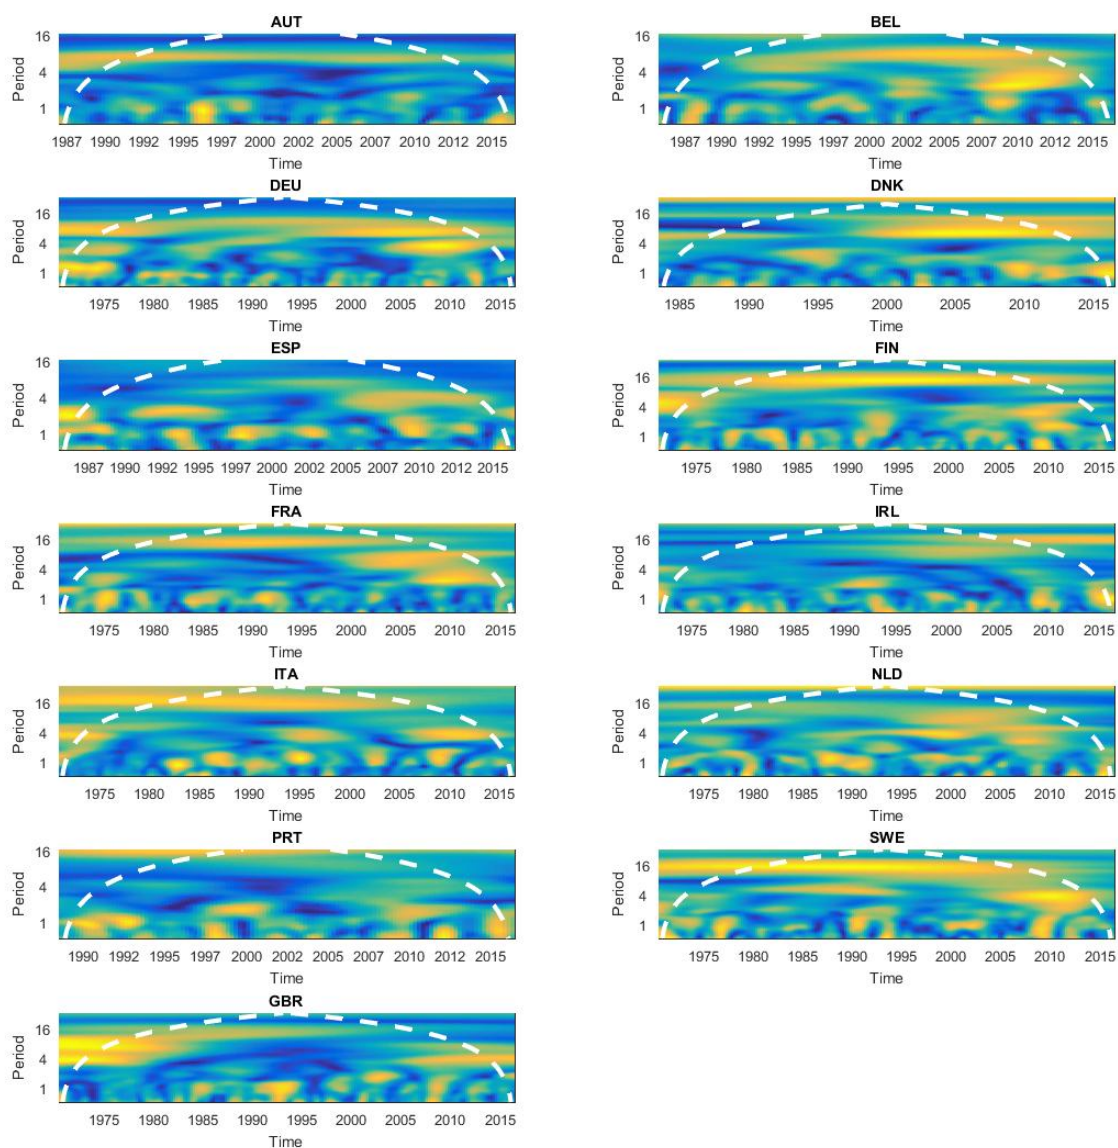 AUT
16
4
1
Period
1987 1990 1992 1995 1997 2000 2002 2005 2007 2010 2012 2015
Time
BEL
16
4
1
Period
1987 1990 1992 1995 1997 2000 2002 2005 2007 2010 2012 2015
Time
DEU
16
4
1
Period
1975 1980 1985 1990 1995 2000 2005 2010 2015
Time
DNK
16
4
1
Period
1985 1990 1995 2000 2005 2010 2015
Time
ESP
16
4
1
Period
1987 1990 1992 1995 1997 2000 2002 2005 2007 2010 2012 2015
Time
FIN
16
4
1
Period
1975 1980 1985 1990 1995 2000 2005 2010 2015
Time
FRA
16
4
1
Period
1975 1980 1985 1990 1995 2000 2005 2010 2015
Time
IRL
16
4
1
Period
1975 1980 1985 1990 1995 2000 2005 2010 2015
Time
ITA
16
4
1
Period
1975 1980 1985 1990 1995 2000 2005 2010 2015
Time
NLD
16
4
1
Period
1975 1980 1985 1990 1995 2000 2005 2010 2015
Time
PRT
16
4
1
Period
1990 1992 1995 1997 2000 2002 2005 2007 2010 2012 2015
Time
SWE
16
4
1
Period
1975 1980 1985 1990 1995 2000 2005 2010 2015
Time
GBR
16
4
1
Period
1975 1980 1985 1990 1995 2000 2005 2010 2015
Time